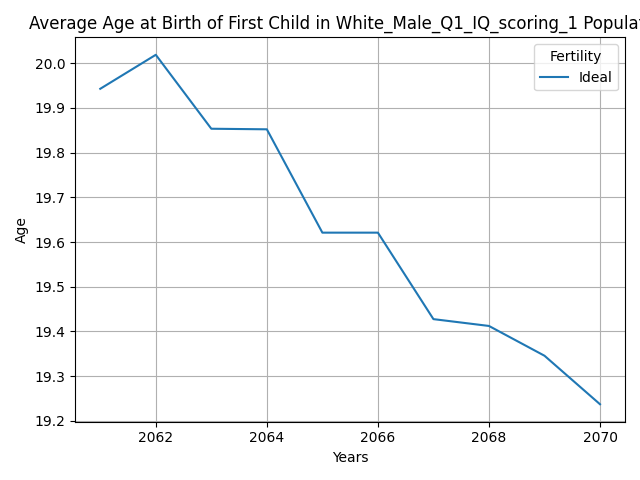 Average Age at Birth of First Child in White_Male_Q1_IQ_scoring_1
Fertility
Ideal
20.0
19.9
19.8
19.7
19.6
19.5
19.4
19.3
19.2
Age
2062 2064 2066 2068 2070
Years